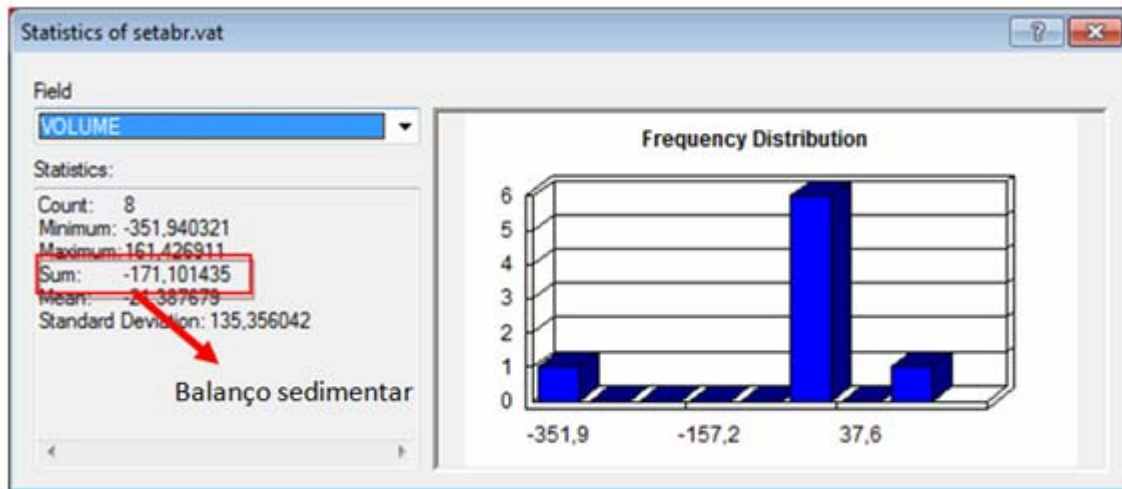 Statistics of setabr.vat
Field
VOLUME
Statistics:
Count: 8
Minimum: -351,940321
Maximum: 161,426911
Sum: -171,101435
Mean: -21,387679
Standard Deviation: 135,356042
Balanço sedimentar
Frequency Distribution
6
5
4
3
2
1
0
-351,9 -157,2 37,6